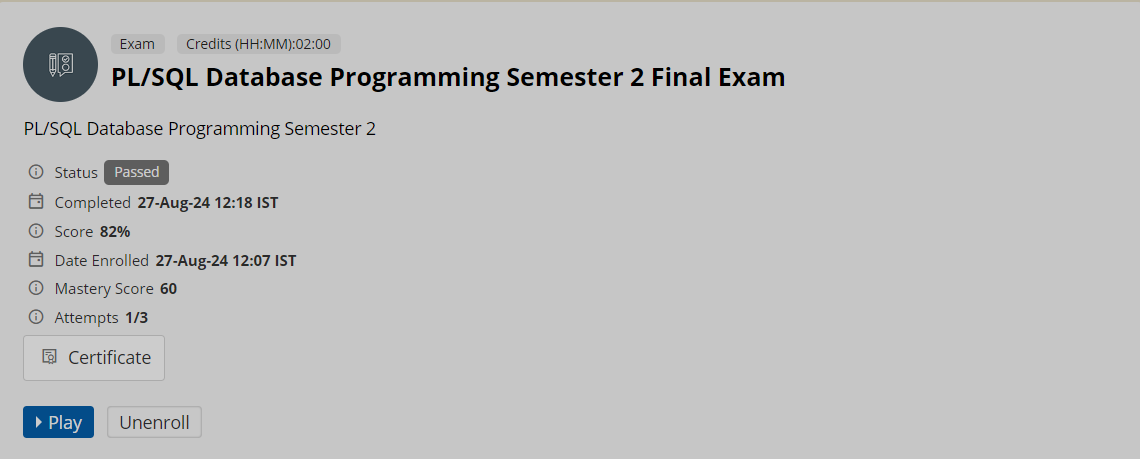 Exam Credits (HH:MM):02:00
PL/SQL Database Programming Semester 2 Final Exam
PL/SQL Database Programming Semester 2
Status Passed
Completed 27-Aug-24 12:18 IST
Score 82%
Date Enrolled 27-Aug-24 12:07 IST
Mastery Score 60
Attempts 1/3
Certificate
Play Unenroll